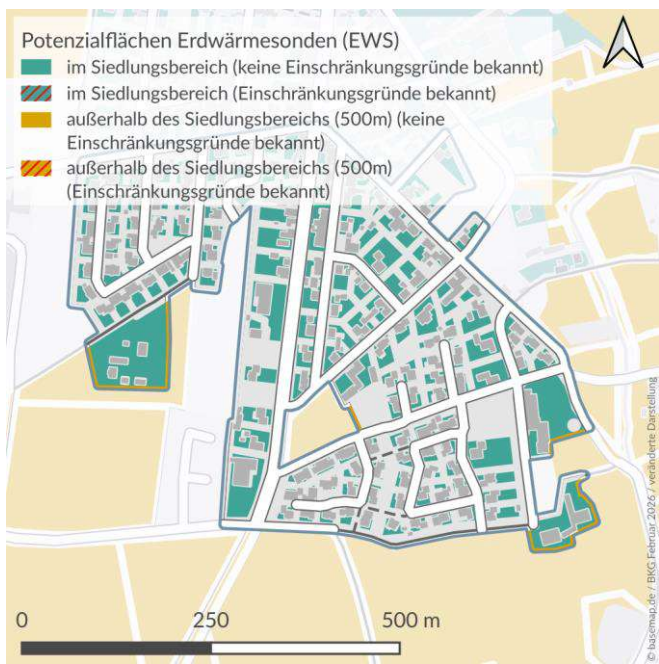 Potenzialflächen Erdwärmesonden (EWS)
im Siedlungsbereich (keine Einschränkungsgründe bekannt)
im Siedlungsbereich (Einschränkungsgründe bekannt)
außerhalb des Siedlungsbereichs (500m) (keine
Einschränkungsgründe bekannt)
außerhalb des Siedlungsbereichs (500m)
(Einschränkungsgründe bekannt)
0 250 500 m
© basemap.de / BKG Februar 2026 / veränderte Darstellung